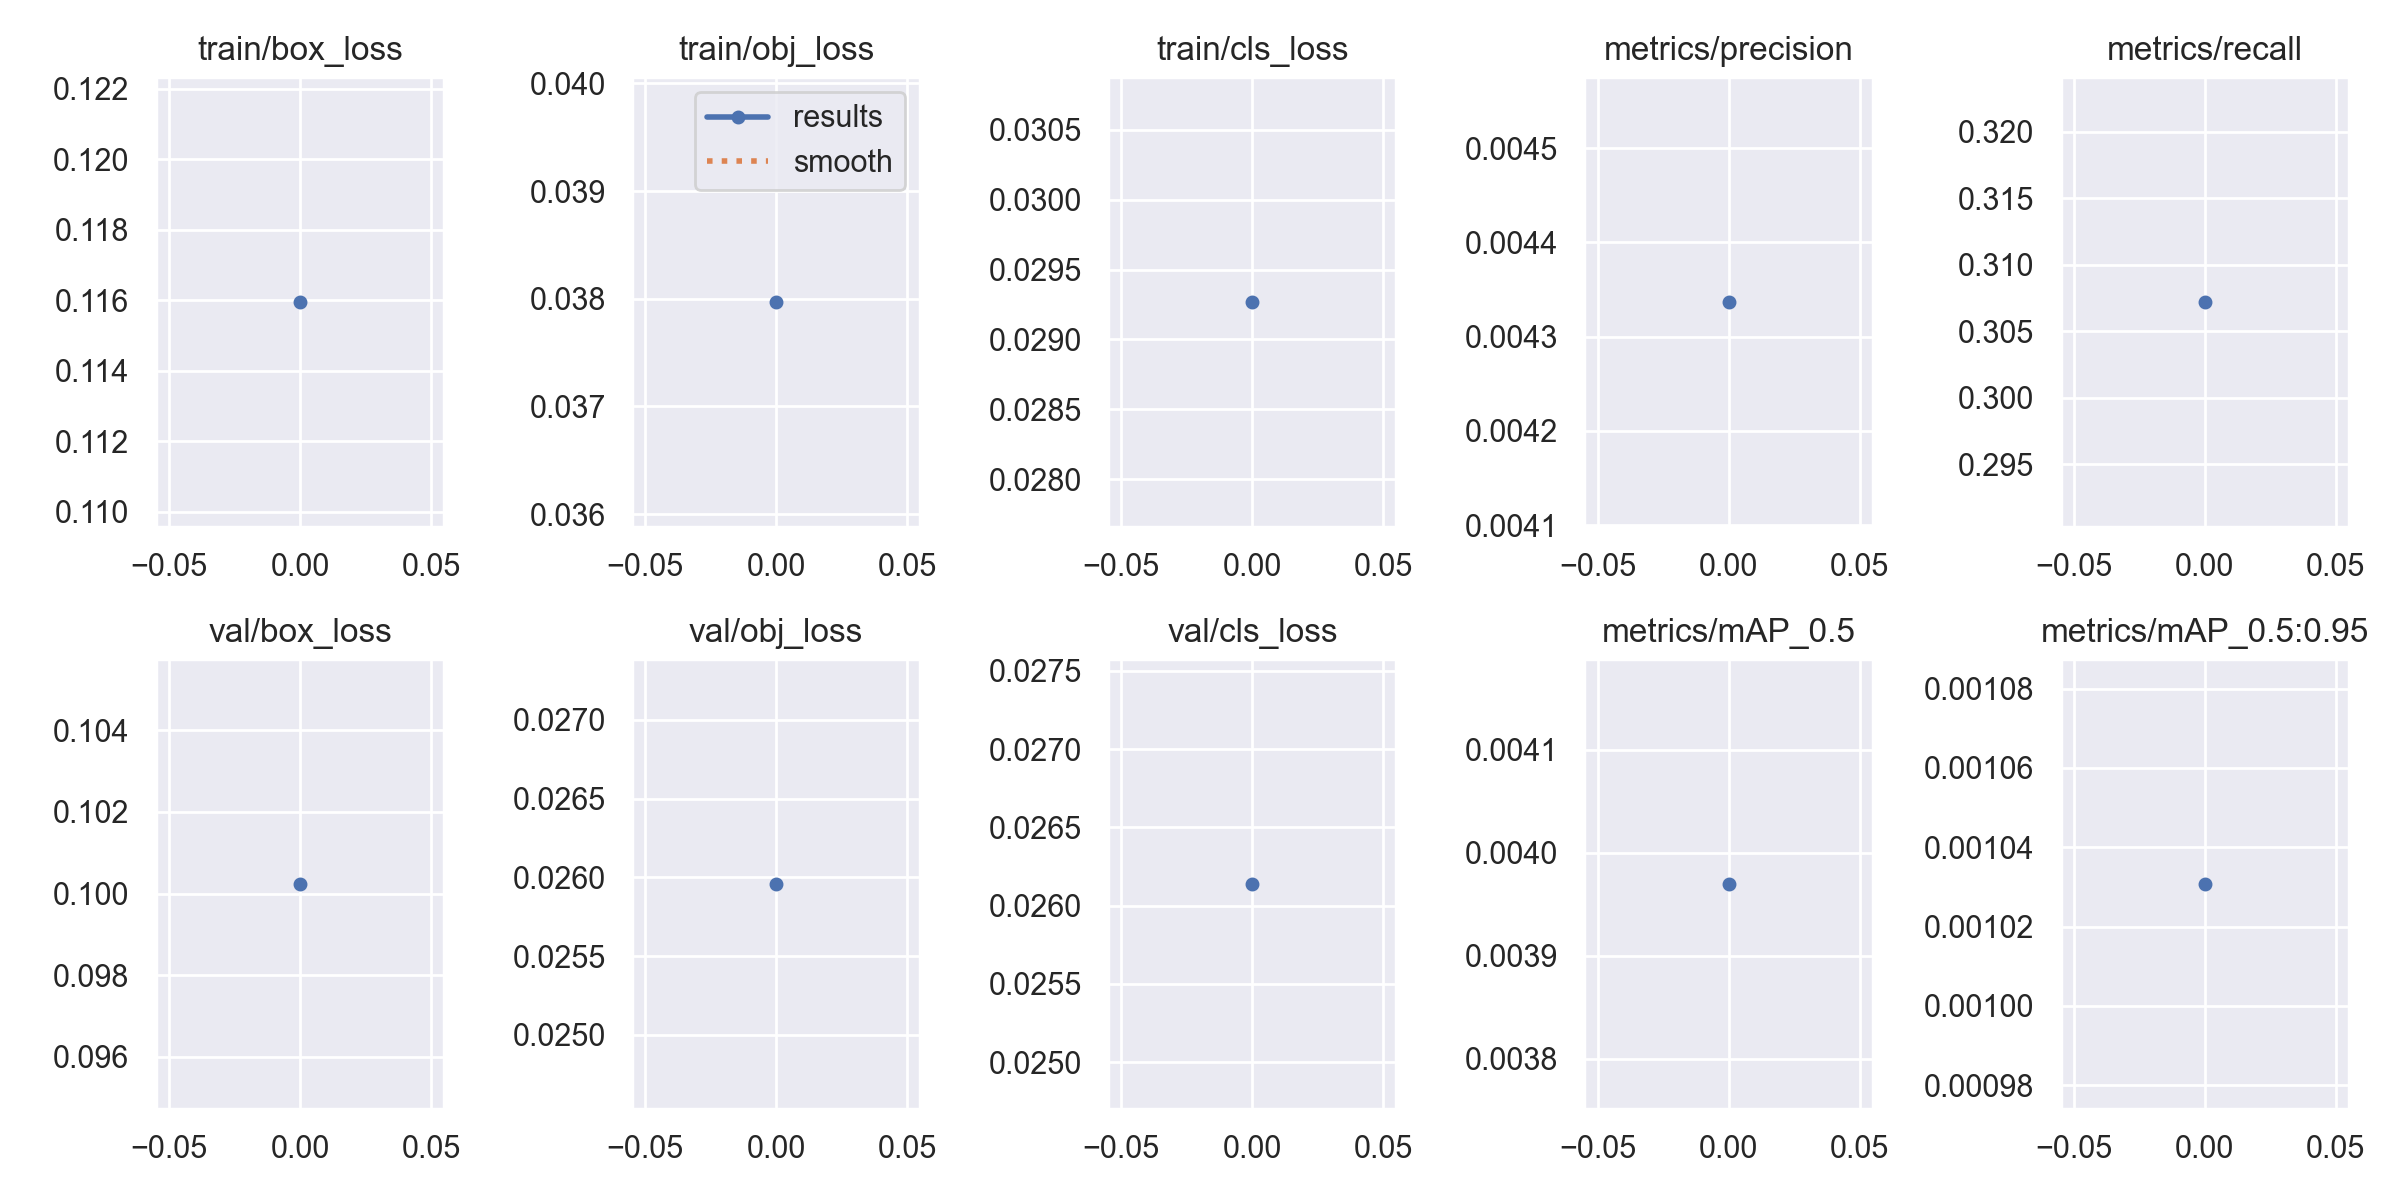 train/box_loss
0.122
0.120
0.118
0.116
0.114
0.112
0.110
−0.05 0.00 0.05
train/obj_loss
0.040
0.039
0.038
0.037
0.036
results
smooth
−0.05 0.00 0.05
train/cls_loss
0.0305
0.0300
0.0295
0.0290
0.0285
0.0280
−0.05 0.00 0.05
metrics/precision
0.0045
0.0044
0.0043
0.0042
0.0041
−0.05 0.00 0.05
metrics/recall
0.320
0.315
0.310
0.305
0.300
0.295
−0.05 0.00 0.05
val/box_loss
0.104
0.102
0.100
0.098
0.096
−0.05 0.00 0.05
val/obj_loss
0.0270
0.0265
0.0260
0.0255
0.0250
−0.05 0.00 0.05
val/cls_loss
0.0275
0.0270
0.0265
0.0260
0.0255
0.0250
−0.05 0.00 0.05
metrics/mAP_0.5
0.0041
0.0040
0.0039
0.0038
−0.05 0.00 0.05
metrics/mAP_0.5:0.95
0.00108
0.00106
0.00104
0.00102
0.00100
0.00098
−0.05 0.00 0.05